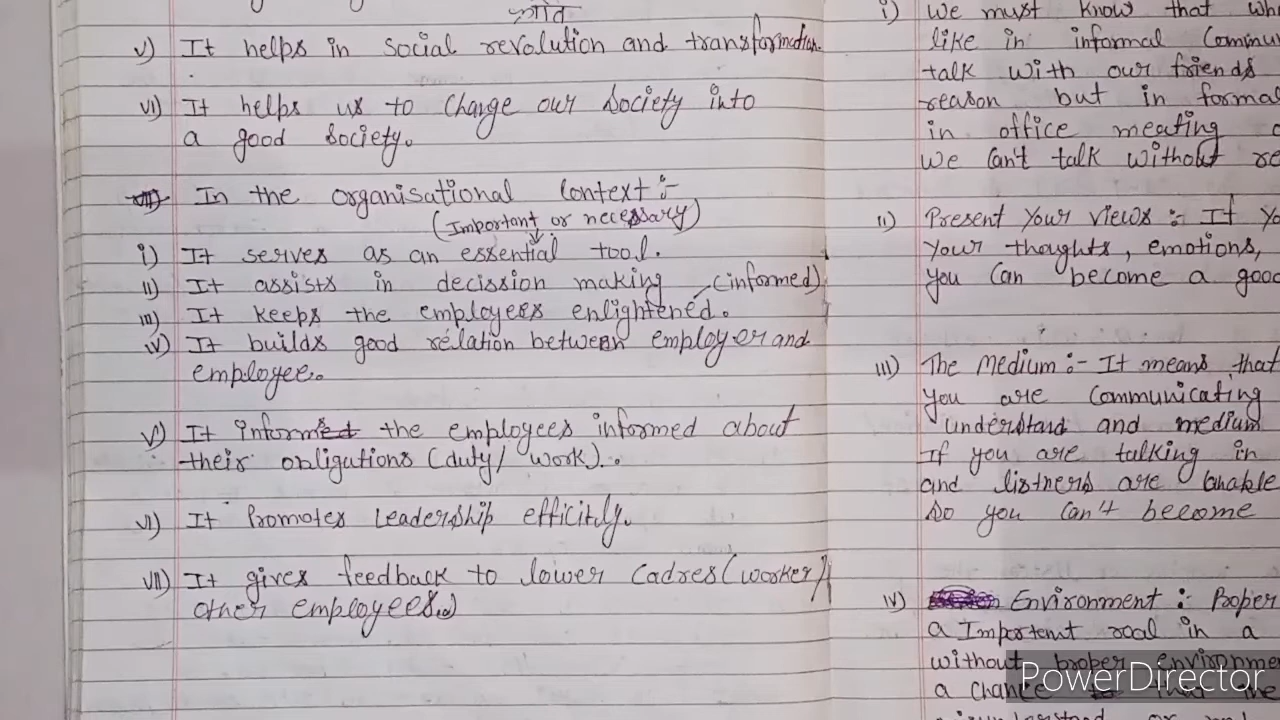 स्रोत
v) It helps in social revolution and transformation.
vi) It helps us to change our society into
a good society.
In the organisational context :-
(Important or necessary)
i) It serves as an essential tool.
ii) It assists in decission making (informed)
iii) It keeps the employees enlightened.
iv) It builds good relation between employer and
employee.
v) It informed the employees informed about
their obligations (duty/work).
vi) It Promotes Leadership efficitly.
vii) It gives feedback to lower cadres (worker)
other employees.)
i) We must know that
like in informal
talk with our friends
reason but in formal
in office meating
we can't talk without
ii) Present your views :- If
your thoughts, emotions,
you can become a good
iii) The Medium :- It means that
you are communicating
understand and medium
If you are talking in
and listners are unable
so you can't become
iv) Environment :- Proper
a Important roal in a
without proper
a chance
PowerDirector